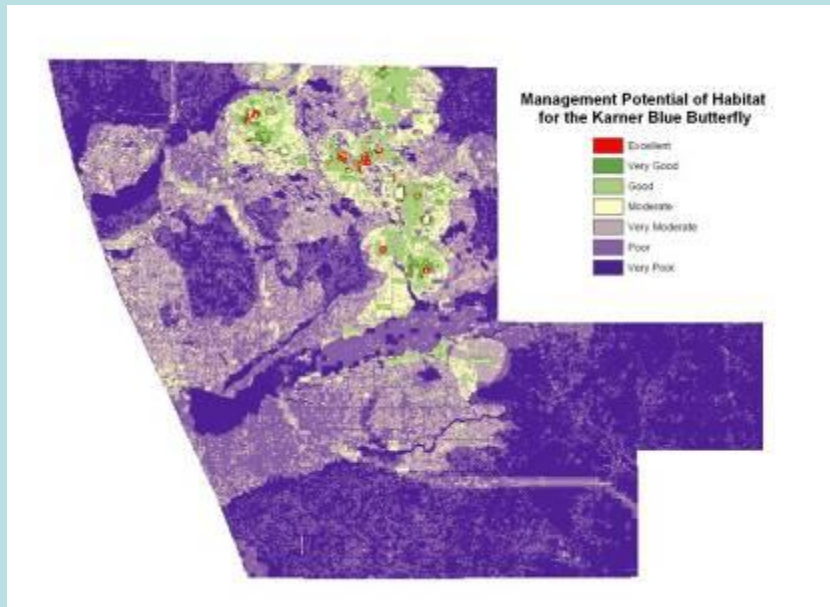 Management Potential of Habitat
for the Karner Blue Butterfly
Excellent
Very Good
Good
Moderate
Very Moderate
Poor
Very Poor